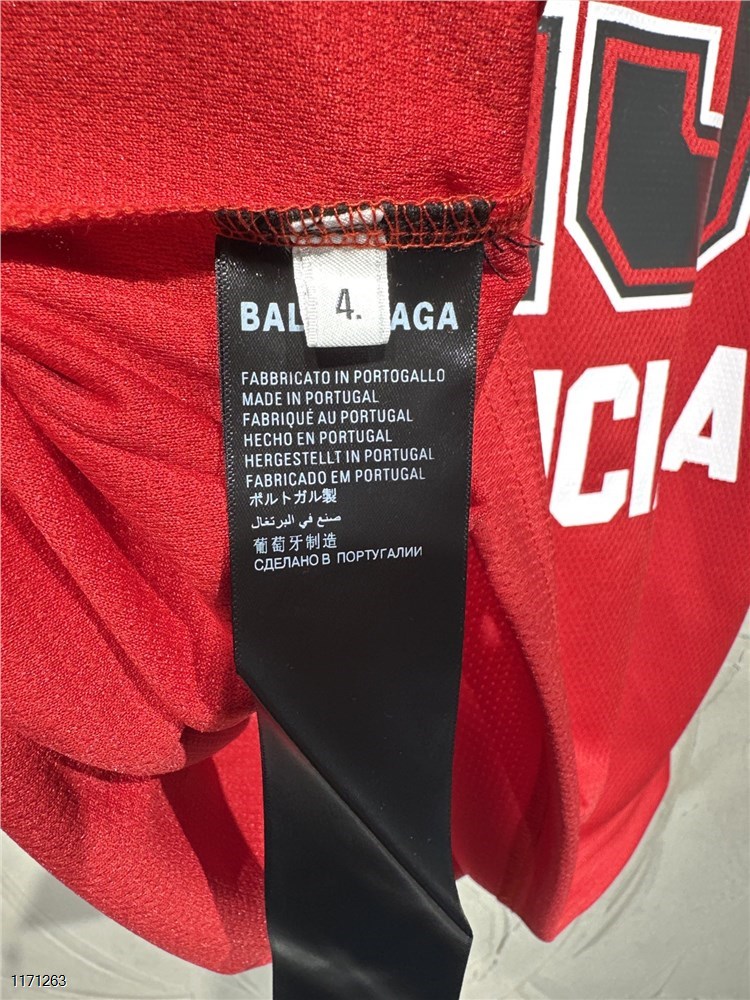 4.
BAL AGA
FABBRICATO IN PORTOGALLO
MADE IN PORTUGAL
FABRIQUÉ AU PORTUGAL
HECHO EN PORTUGAL
HERGESTELLT IN PORTUGAL
FABRICADO EM PORTUGAL
ポルトガル製
صنع في البرتغال
葡萄牙制造
СДЕЛАНО В ПОРТУГАЛИИ
CIA
1171263